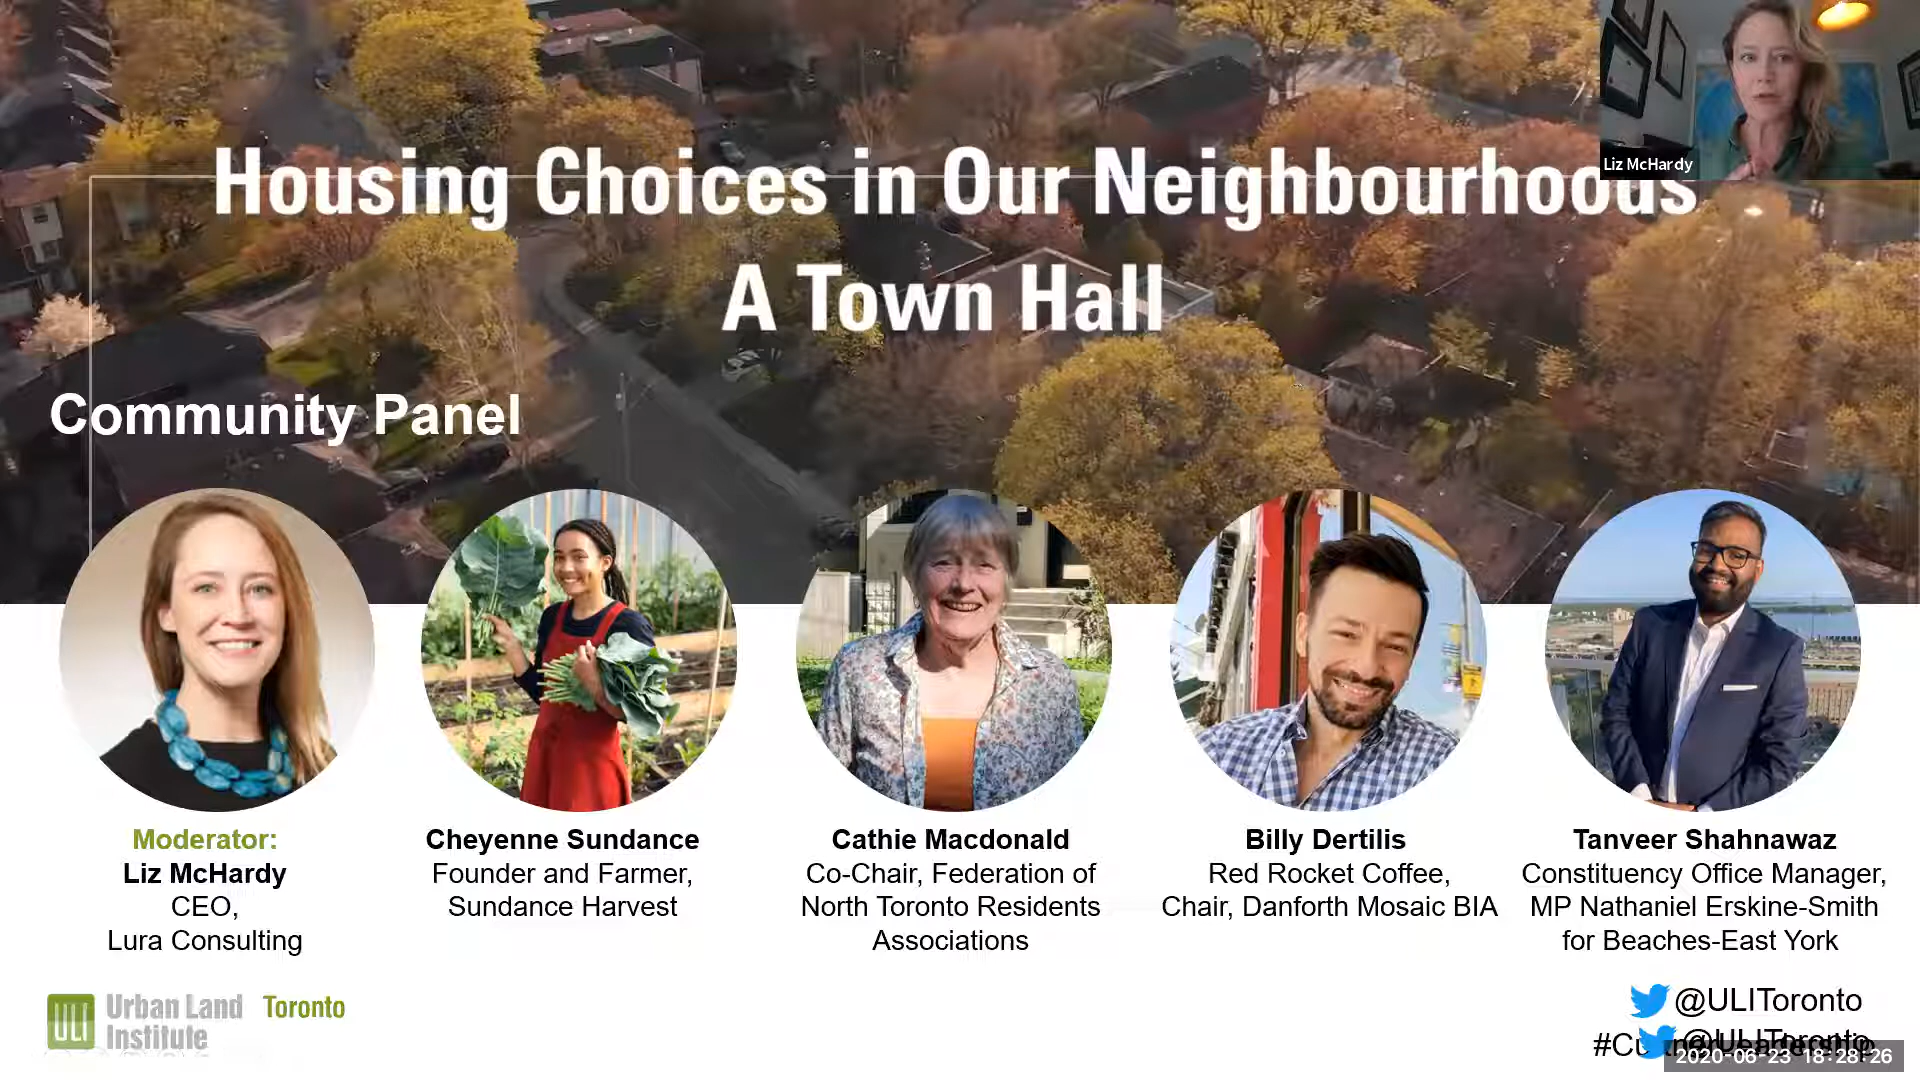 Liz McHardy
Housing Choices in Our Neighbourhoods
A Town Hall
Community Panel
Moderator:
Liz McHardy
CEO,
Lura Consulting
Cheyenne Sundance
Founder and Farmer,
Sundance Harvest
Cathie Macdonald
Co-Chair, Federation of
North Toronto Residents
Associations
Billy Dertilis
Red Rocket Coffee,
Chair, Danforth Mosaic BIA
Tanveer Shahnawaz
Constituency Office Manager,
MP Nathaniel Erskine-Smith
for Beaches-East York
ULI Urban Land Institute Toronto
@ULIToronto
@ULIToronto
2020-06-23 18:28:26